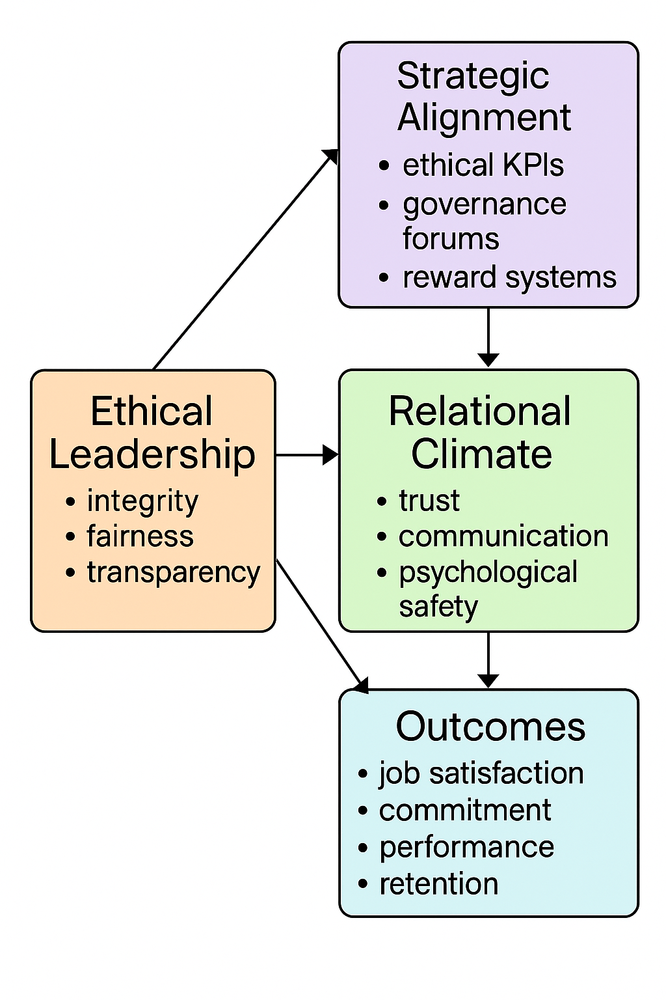 Strategic
Alignment
• ethical KPIs
• governance
forums
• reward systems
Ethical
Leadership
• integrity
• fairness
• transparency
Relational
Climate
• trust
• communication
• psychological
safety
Outcomes
• job satisfaction
• commitment
• performance
• retention